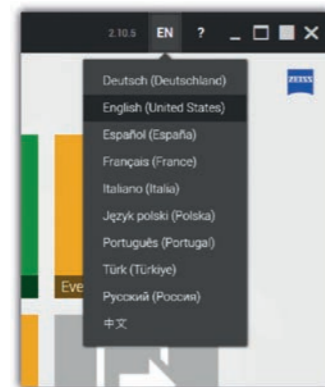 2.10.5 EN ?
Deutsch (Deutschland)
ZEISS
English (United States)
Español (España)
Français (France)
Italiano (Italia)
Język polski (Polska)
Português (Portugal)
Türk (Türkiye)
Eve
Русский (Россия)
中文